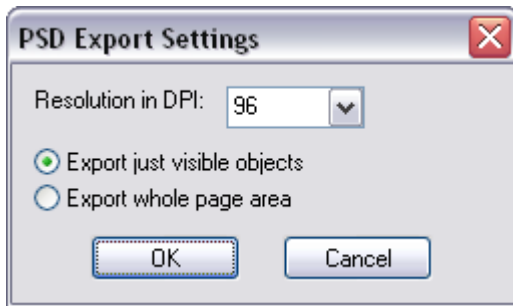 PSD Export Settings
Resolution in DPI: 96
Export just visible objects
Export whole page area
OK Cancel